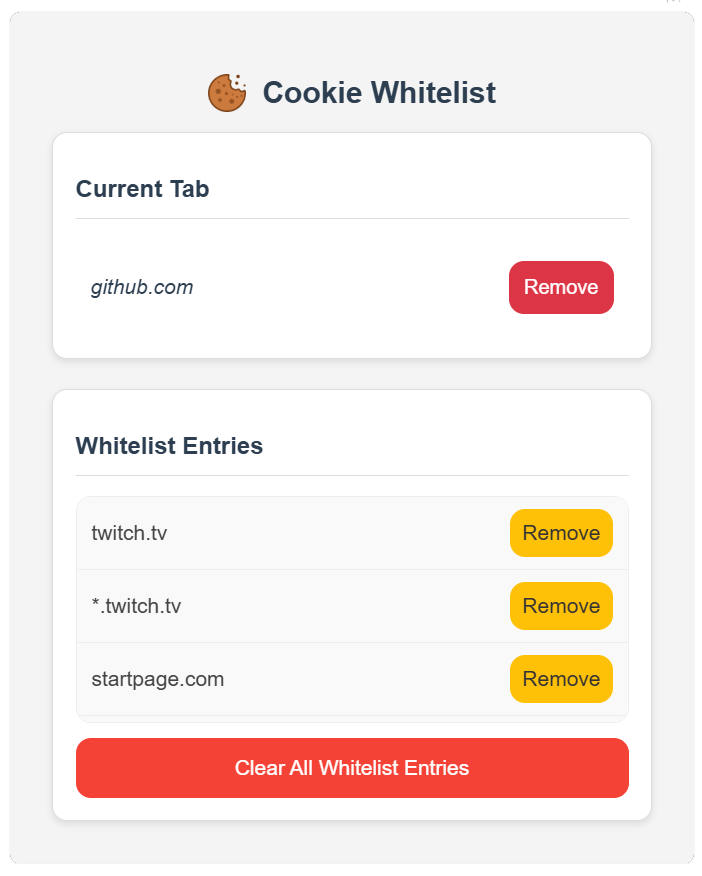 Cookie Whitelist
Current Tab
github.com
Remove
Whitelist Entries
twitch.tv
Remove
*.twitch.tv
Remove
startpage.com
Remove
Clear All Whitelist Entries